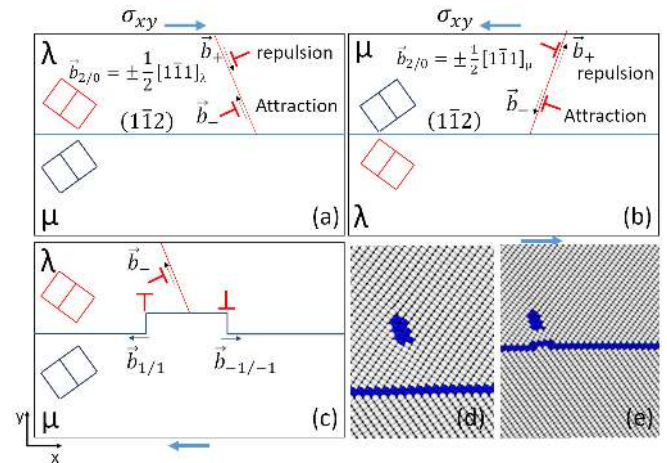 σxy
λ
b⃗+
repulsion
b⃗2/0 = ± 1/2 [11̄1]λ
Attraction
b⃗−
(11̄2)
μ
(a)
σxy
μ
b⃗2/0 = ± 1/2 [11̄1]μ
b⃗+
repulsion
b⃗−
Attraction
(11̄2)
λ
(b)
λ
b⃗−
b⃗1/1
b⃗−1/−1
μ
(c)
y
x
(d)
(e)